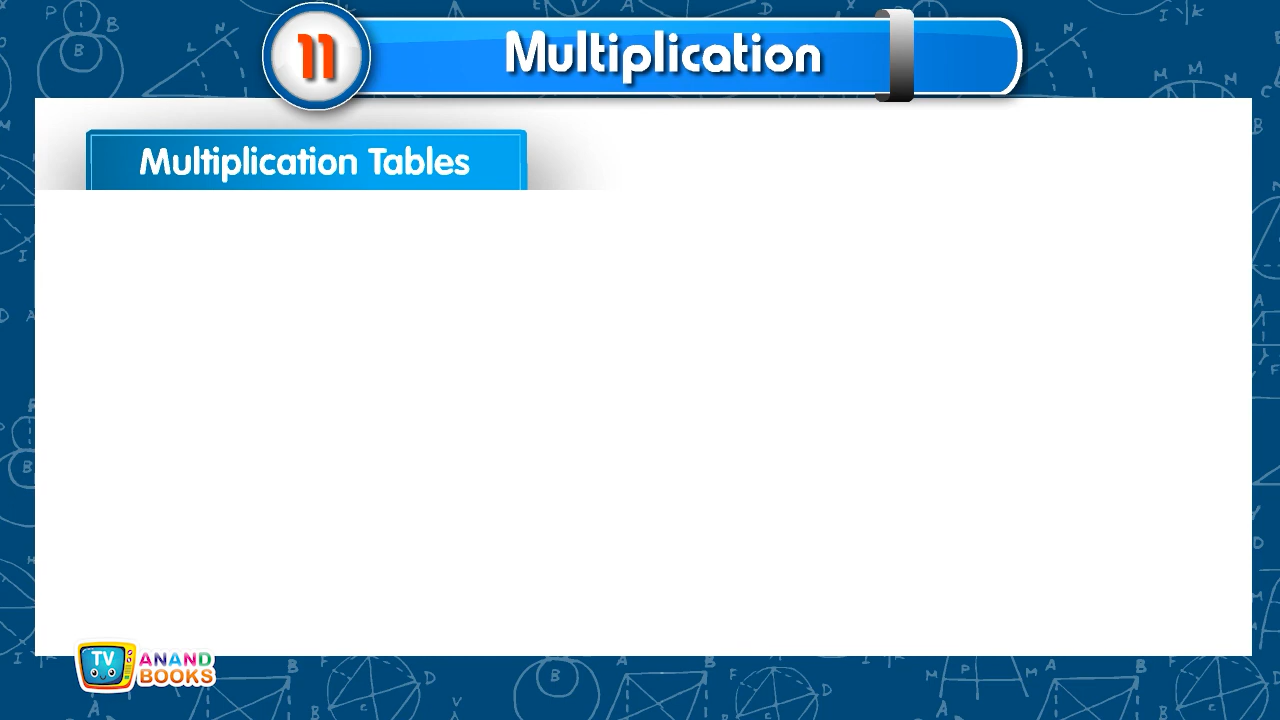 11
Multiplication
Multiplication Tables
TV
ANAND
BOOKS